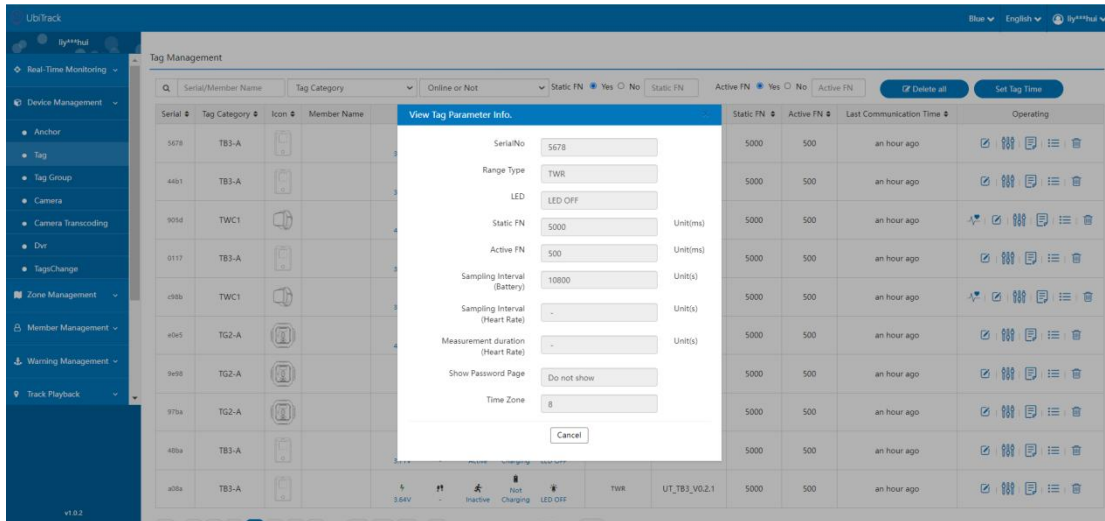 UbiTrack
Blue English liy***hui
liy***hui
Real-Time Monitoring
Device Management
Anchor
Tag
Tag Group
Camera
Camera Transcoding
Dvr
TagsChange
Zone Management
Member Management
Warning Management
Track Playback
v1.0.2
Tag Management
Serial/Member Name Tag Category Online or Not Static FN Yes No Static FN Active FN Yes No Active FN Delete all Set Tag Time
Serial Tag Category Icon Member Name Static FN Active FN Last Communication Time Operating
5678 TB3-A 5000 500 an hour ago
44b1 TB3-A 5000 500 an hour ago
905d TWC1 5000 500 an hour ago
0117 TB3-A 5000 500 an hour ago
c98b TWC1 5000 500 an hour ago
e0e5 TG2-A 5000 500 an hour ago
9e98 TG2-A 5000 500 an hour ago
97ba TG2-A 5000 500 an hour ago
48ba TB3-A Active Charging LED OFF 5000 500 an hour ago
a08a TB3-A 3.64V - Inactive Not Charging LED OFF TWR UT_TB3_V0.2.1 5000 500 an hour ago
View Tag Parameter Info.
SerialNo 5678
Range Type TWR
LED LED OFF
Static FN 5000 Unit(ms)
Active FN 500 Unit(ms)
Sampling Interval (Battery) 10800 Unit(s)
Sampling Interval (Heart Rate) - Unit(s)
Measurement duration (Heart Rate) - Unit(s)
Show Password Page Do not show
Time Zone 8
Cancel